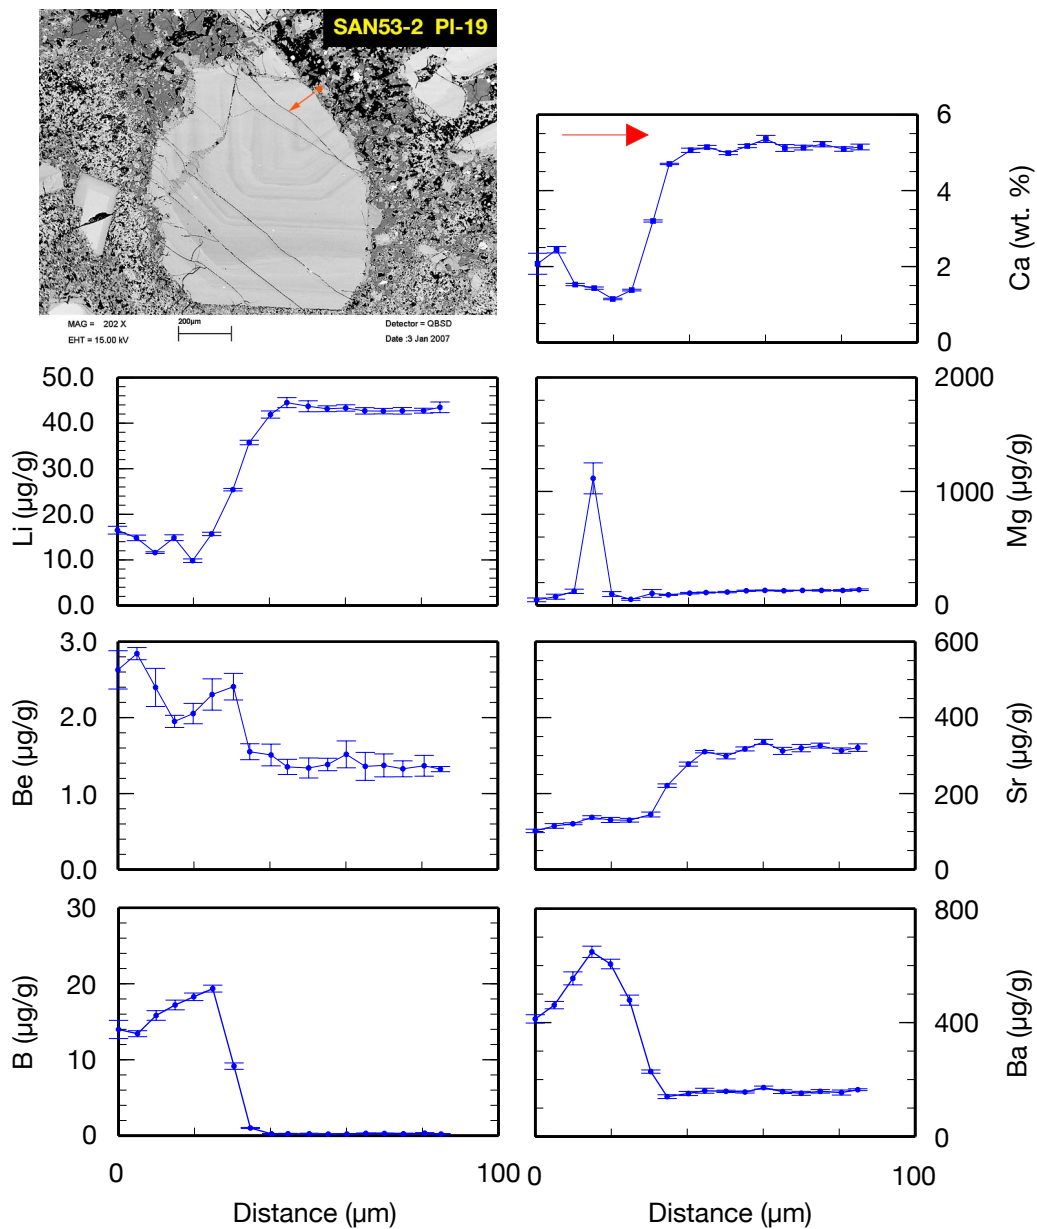 SAN53-2 Pl-19
MAG = 202 X
EHT = 15.00 kV
200µm
Detector = QBSD
Date :3 Jan 2007
6
4
2
0
Ca (wt. %)
50.0
40.0
30.0
20.0
10.0
0.0
Li (µg/g)
2000
1000
0
Mg (µg/g)
3.0
2.0
1.0
0.0
Be (µg/g)
600
400
200
0
Sr (µg/g)
30
20
10
0
B (µg/g)
800
400
0
Ba (µg/g)
0 100
Distance (µm)
0 100
Distance (µm)